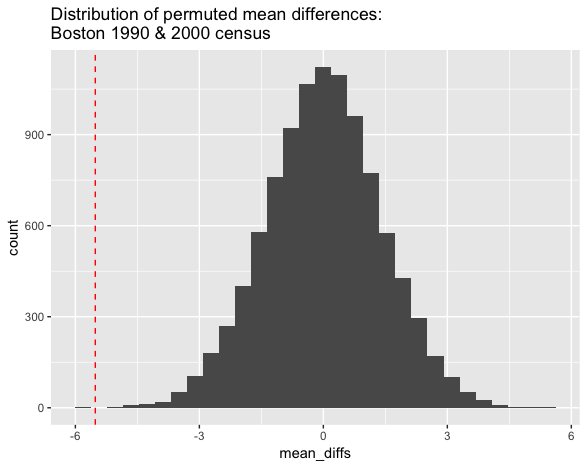 Distribution of permuted mean differences:
Boston 1990 & 2000 census
900
600
300
0
count
-6
-3
0
3
6
mean_diffs